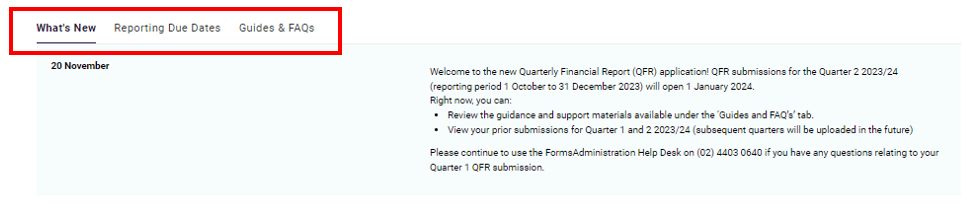 What's New Reporting Due Dates Guides & FAQs
20 November
Welcome to the new Quarterly Financial Report (QFR) application! QFR submissions for the Quarter 2 2023/24
(reporting period 1 October to 31 December 2023) will open 1 January 2024.
Right now, you can:
• Review the guidance and support materials available under the 'Guides and FAQ's' tab.
• View your prior submissions for Quarter 1 and 2 2023/24 (subsequent quarters will be uploaded in the future)
Please continue to use the FormsAdministration Help Desk on (02) 4403 0640 if you have any questions relating to your
Quarter 1 QFR submission.